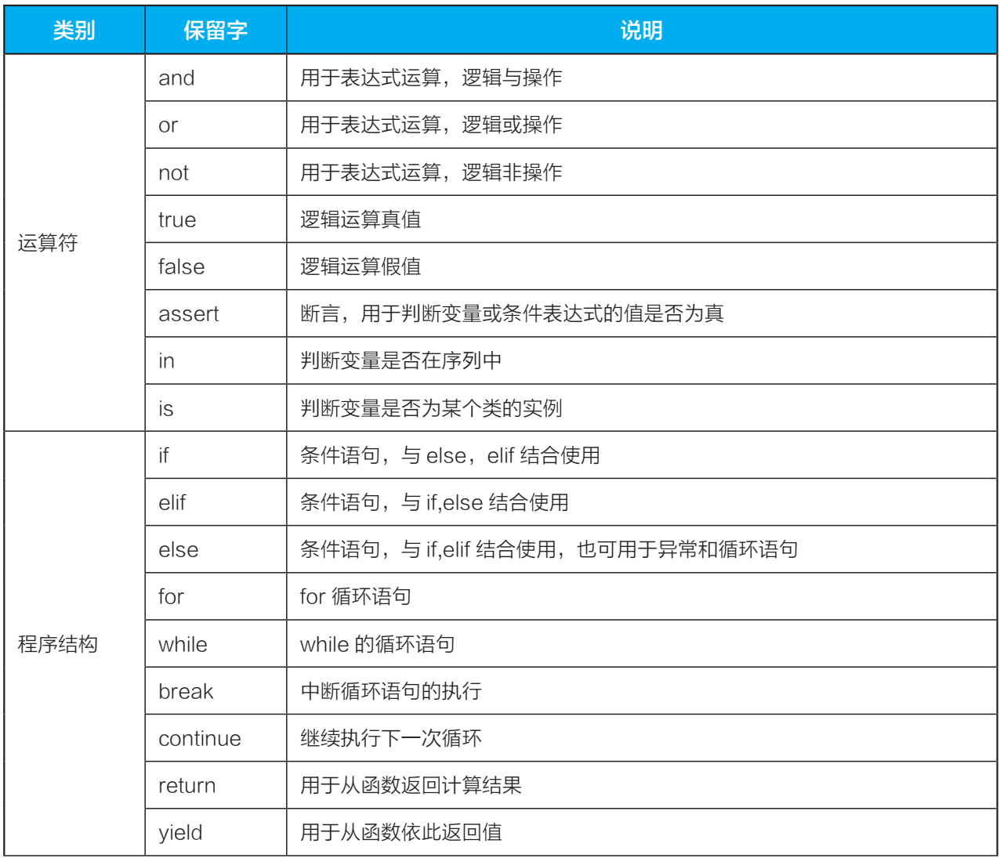 类别 保留字 说明
and 用于表达式运算，逻辑与操作
or 用于表达式运算，逻辑或操作
not 用于表达式运算，逻辑非操作
true 逻辑运算真值
运算符
false 逻辑运算假值
assert 断言，用于判断变量或条件表达式的值是否为真
in 判断变量是否在序列中
is 判断变量是否为某个类的实例
if 条件语句，与 else，elif 结合使用
elif 条件语句，与 if,else 结合使用
else 条件语句，与 if,elif 结合使用，也可用于异常和循环语句
for for 循环语句
程序结构 while while 的循环语句
break 中断循环语句的执行
continue 继续执行下一次循环
return 用于从函数返回计算结果
yield 用于从函数依此返回值